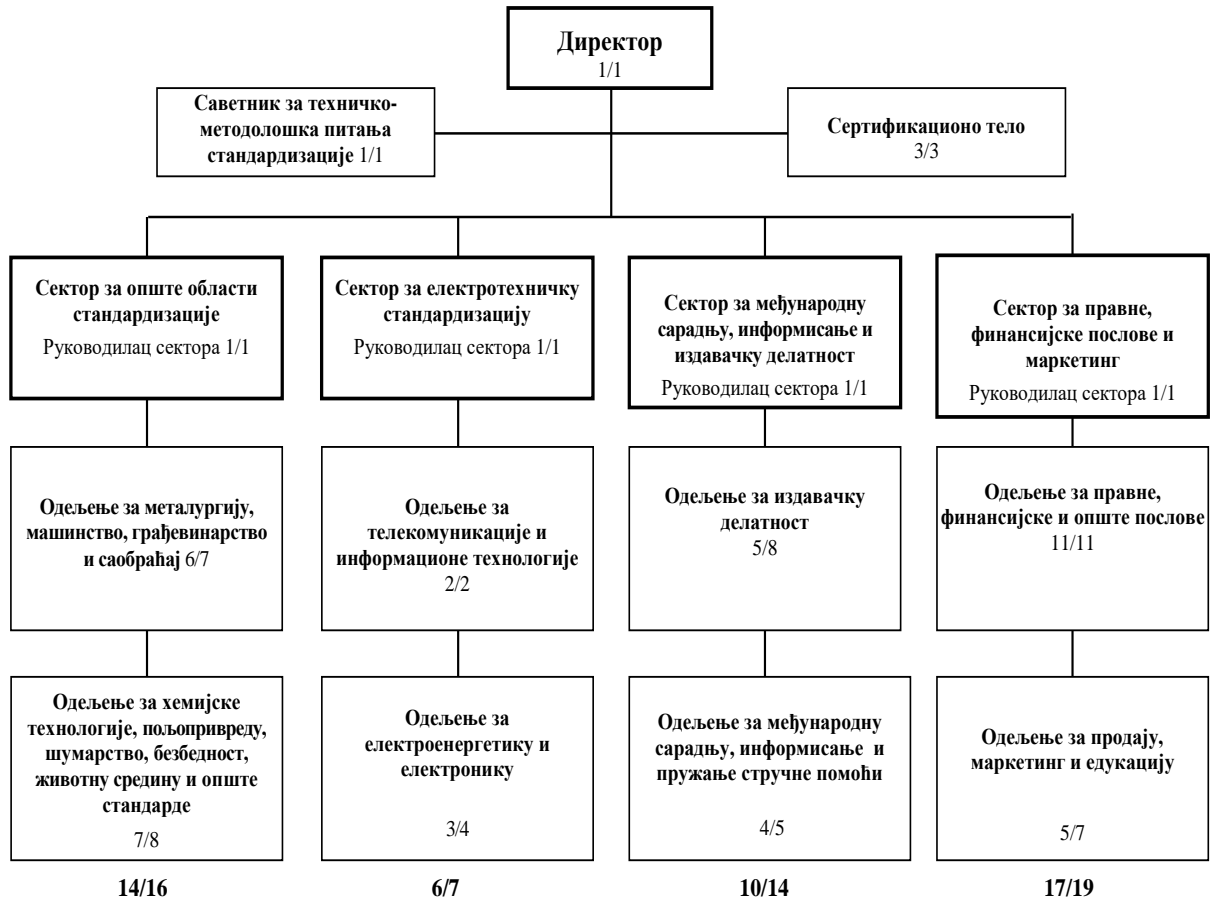 Директор
1/1
Саветник за техничко-
методолошка питања
стандардизације 1/1
Сертификационо тело
3/3
Сектор за опште области
стандардизације
Руководилац сектора 1/1
Сектор за електротехничку
стандардизацију
Руководилац сектора 1/1
Сектор за међународну
сарадњу, информисање и
издавачку делатност
Руководилац сектора 1/1
Сектор за правне,
финансијске послове и
маркетинг
Руководилац сектора 1/1
Одељење за металургију,
машинство, грађевинарство
и саобраћај 6/7
Одељење за
телекомуникације и
информационе технологије
2/2
Одељење за издавачку
делатност
5/8
Одељење за правне,
финансијске и опште послове
11/11
Одељење за хемијске
технологије, пољопривреду,
шумарство, безбедност,
животну средину и опште
стандарде
7/8
Одељење за
електроенергетику и
електронику
3/4
Одељење за међународну
сарадњу, информисање и
пружање стручне помоћи
4/5
Одељење за продају,
маркетинг и едукацију
5/7
14/16
6/7
10/14
17/19